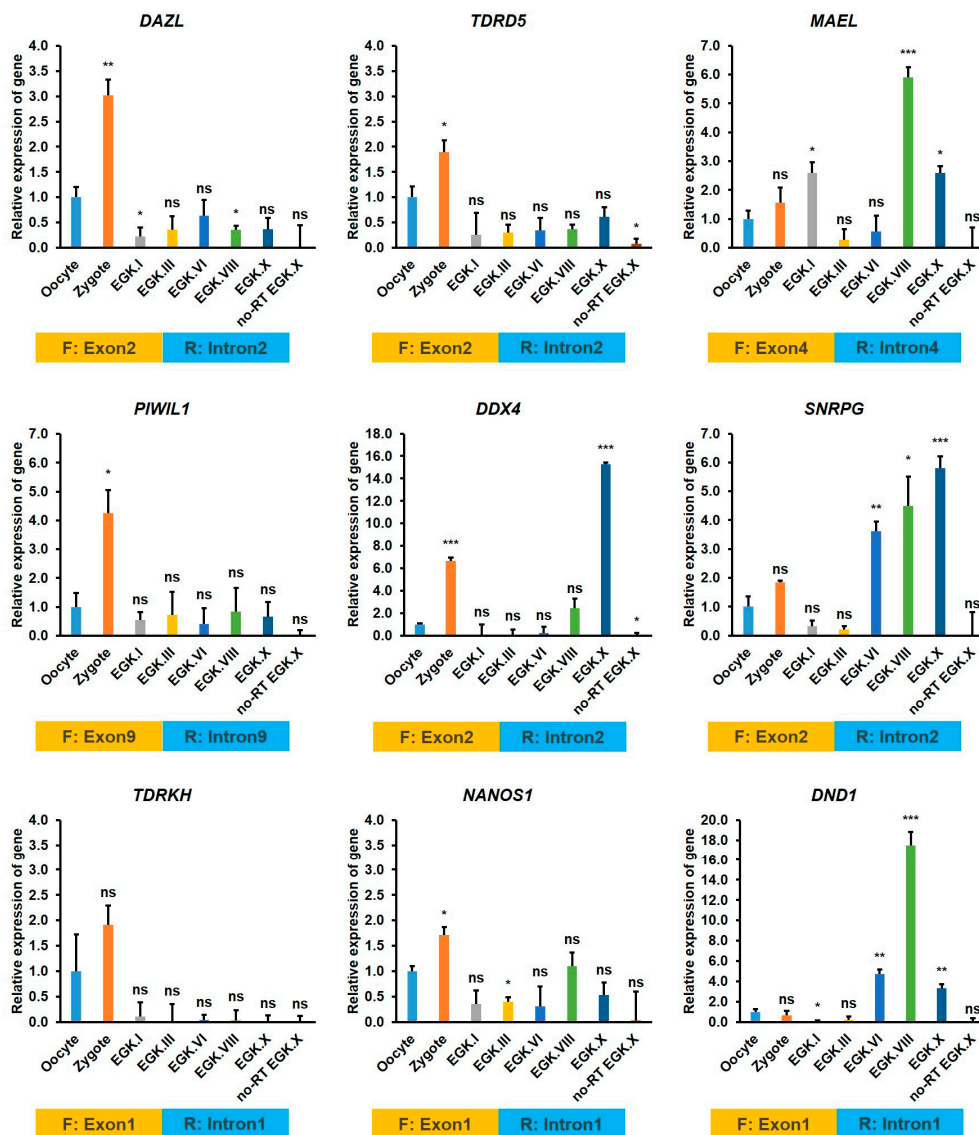 DAZL
Relative expression of gene
4.0
3.5
3.0
2.5
2.0
1.5
1.0
0.5
0.0
**
*
ns
ns
*
ns
ns
Oocyte
Zygote
EGK.I
EGK.III
EGK.VI
EGK.VIII
EGK.X
no-RT EGK.X
F: Exon2 R: Intron2
TDRD5
Relative expression of gene
4.0
3.5
3.0
2.5
2.0
1.5
1.0
0.5
0.0
*
ns
ns
ns
ns
ns
*
Oocyte
Zygote
EGK.I
EGK.III
EGK.VI
EGK.VIII
EGK.X
no-RT EGK.X
F: Exon2 R: Intron2
MAEL
Relative expression of gene
7.0
6.0
5.0
4.0
3.0
2.0
1.0
0.0
ns
*
ns
ns
***
*
ns
Oocyte
Zygote
EGK.I
EGK.III
EGK.VI
EGK.VIII
EGK.X
no-RT EGK.X
F: Exon4 R: Intron4
PIWIL1
Relative expression of gene
7.0
6.0
5.0
4.0
3.0
2.0
1.0
0.0
*
ns
ns
ns
ns
ns
ns
Oocyte
Zygote
EGK.I
EGK.III
EGK.VI
EGK.VIII
EGK.X
no-RT EGK.X
F: Exon9 R: Intron9
DDX4
Relative expression of gene
18.0
16.0
14.0
12.0
10.0
8.0
6.0
4.0
2.0
0.0
***
ns
ns
ns
ns
***
*
Oocyte
Zygote
EGK.I
EGK.III
EGK.VI
EGK.VIII
EGK.X
no-RT EGK.X
F: Exon2 R: Intron2
SNRPG
Relative expression of gene
7.0
6.0
5.0
4.0
3.0
2.0
1.0
0.0
ns
ns
ns
**
*
***
ns
Oocyte
Zygote
EGK.I
EGK.III
EGK.VI
EGK.VIII
EGK.X
no-RT EGK.X
F: Exon2 R: Intron2
TDRKH
Relative expression of gene
4.0
3.5
3.0
2.5
2.0
1.5
1.0
0.5
0.0
ns
ns
ns
ns
ns
ns
ns
Oocyte
Zygote
EGK.I
EGK.III
EGK.VI
EGK.VIII
EGK.X
no-RT EGK.X
F: Exon1 R: Intron1
NANOS1
Relative expression of gene
4.0
3.5
3.0
2.5
2.0
1.5
1.0
0.5
0.0
*
ns
*
ns
ns
ns
ns
Oocyte
Zygote
EGK.I
EGK.III
EGK.VI
EGK.VIII
EGK.X
no-RT EGK.X
F: Exon1 R: Intron1
DND1
Relative expression of gene
20.0
18.0
16.0
14.0
12.0
10.0
8.0
6.0
4.0
2.0
0.0
ns
*
ns
**
***
**
ns
Oocyte
Zygote
EGK.I
EGK.III
EGK.VI
EGK.VIII
EGK.X
no-RT EGK.X
F: Exon1 R: Intron1